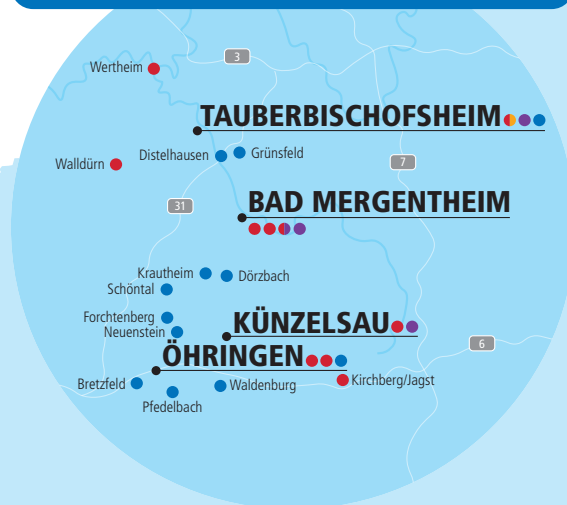 3
Wertheim
TAUBERBISCHOFSHEIM
Distelhausen
Grünsfeld
Walldürn
7
31
BAD MERGENTHEIM
Krautheim
Dörzbach
Schöntal
Forchtenberg
Neuenstein
KÜNZELSAU
6
ÖHRINGEN
Bretzfeld
Waldenburg
Kirchberg/Jagst
Pfedelbach